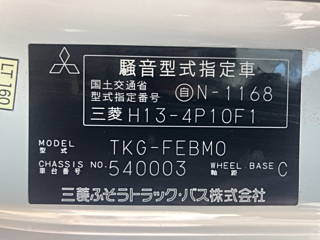 騒音型式指定車
国土交通省
型式指定番号 自N-1168
三菱 H13-4P10F1
MODEL 型式 TKG-FEBM0
CHASSIS NO. 車台番号 540003 WHEEL BASE 軸距 C
三菱ふそうトラック・バス株式会社
LT160